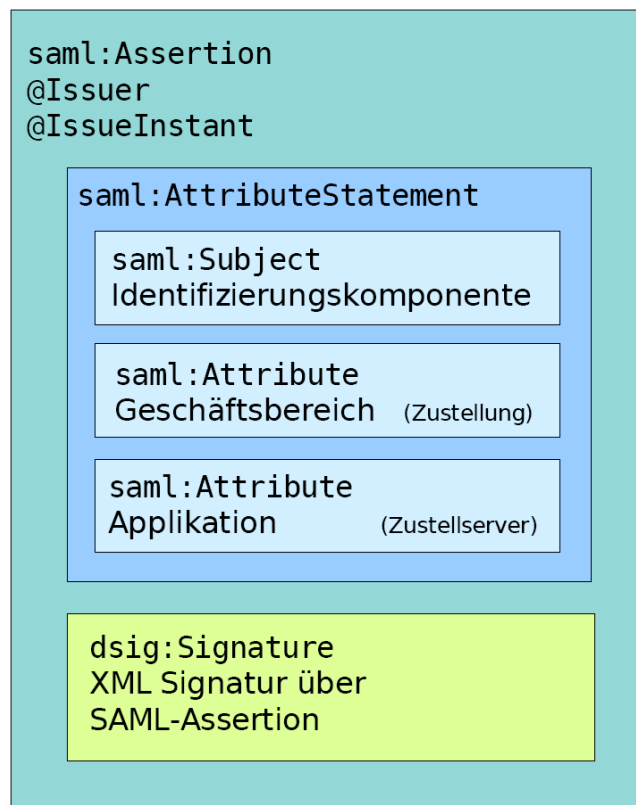 saml:Assertion
@Issuer
@IssueInstant
saml:AttributeStatement
saml:Subject
Identifizierungskomponente
saml:Attribute
Geschäftsbereich (Zustellung)
saml:Attribute
Applikation (Zustellserver)
dsig:Signature
XML Signatur über
SAML-Assertion